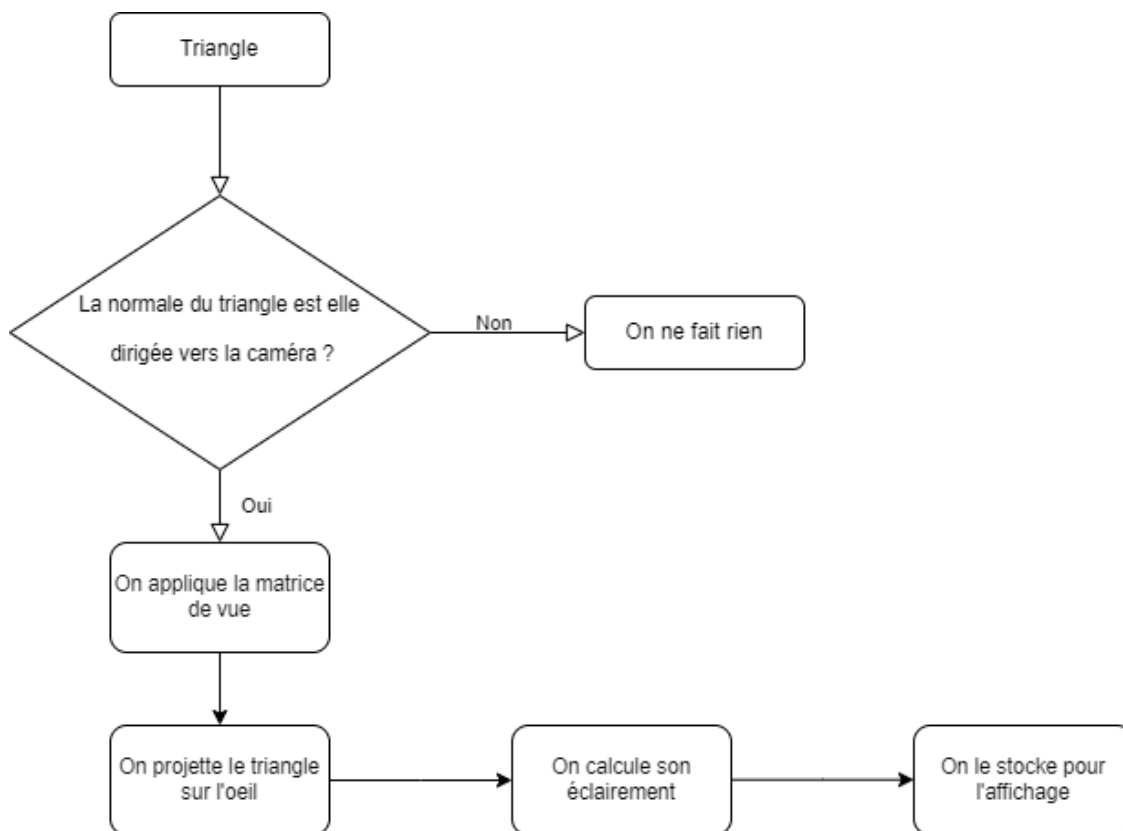 Triangle
La normale du triangle est elle
dirigée vers la caméra ?
Non
On ne fait rien
Oui
On applique la matrice
de vue
On projette le triangle
sur l'oeil
On calcule son
éclairement
On le stocke pour
l'affichage